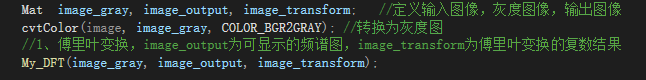 Mat  image_gray, image_output, image_transform;   //定义输入图像，灰度图像，输出图像
cvtColor(image, image_gray, COLOR_BGR2GRAY); //转换为灰度图
//1、傅里叶变换，image_output为可显示的频谱图，image_transform为傅里叶变换的复数结果
My_DFT(image_gray, image_output, image_transform);